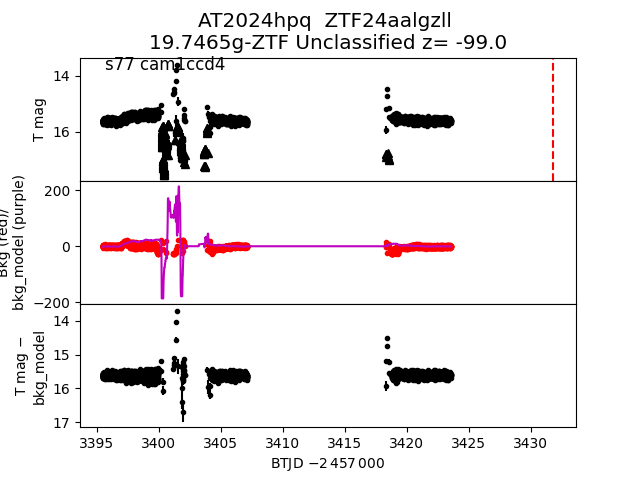 AT2024hpq  ZTF24aalgzll
19.7465g-ZTF Unclassified z= -99.0
s77 cam1ccd4
T mag
14
16
Bkg (red)/
bkg_model (purple)
200
0
−200
T mag −
bkg_model
14
15
16
17
3395 3400 3405 3410 3415 3420 3425 3430
BTJD −2 457 000